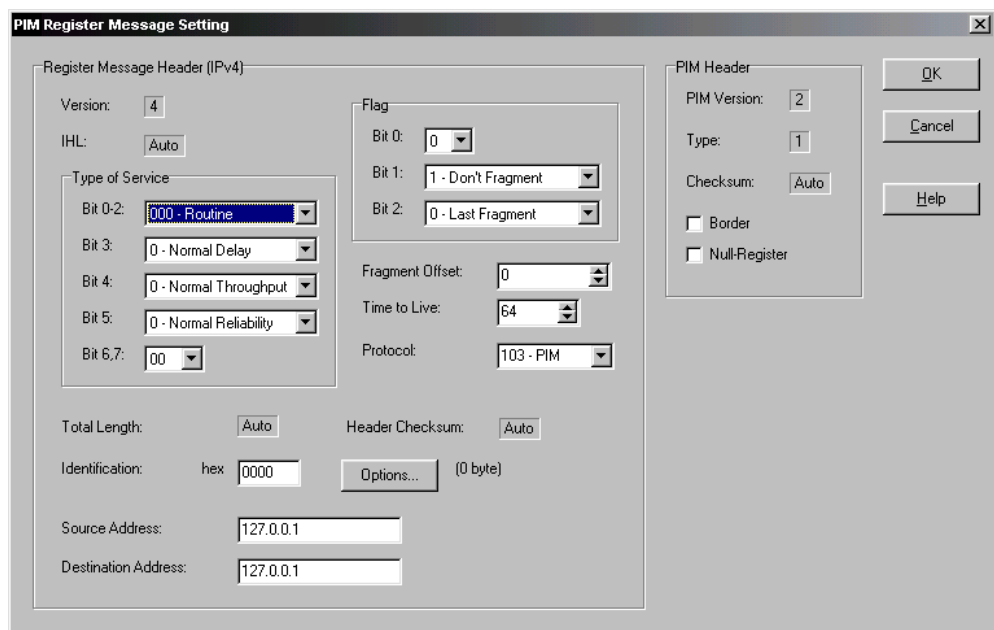 PIM Register Message Setting
Register Message Header (IPv4)
Version: 4
IHL: Auto
Type of Service
Bit 0-2: 000 - Routine
Bit 3: 0 - Normal Delay
Bit 4: 0 - Normal Throughput
Bit 5: 0 - Normal Reliability
Bit 6,7: 00
Flag
Bit 0: 0
Bit 1: 1 - Don't Fragment
Bit 2: 0 - Last Fragment
Fragment Offset: 0
Time to Live: 64
Protocol: 103 - PIM
Total Length: Auto
Header Checksum: Auto
Identification: hex 0000
Options... (0 byte)
Source Address: 127.0.0.1
Destination Address: 127.0.0.1
PIM Header
PIM Version: 2
Type: 1
Checksum: Auto
Border
Null-Register
OK
Cancel
Help